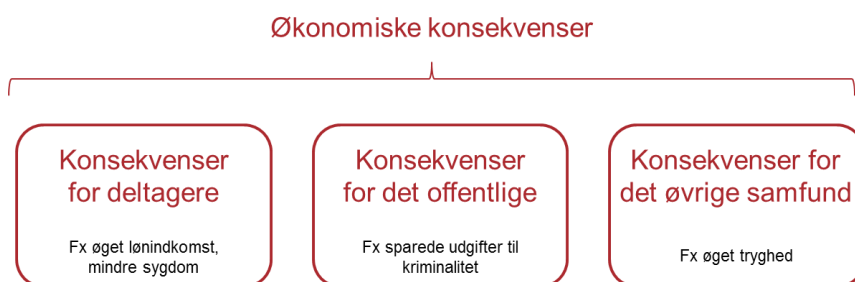 Økonomiske konsekvenser
Konsekvenser
for deltagere
Fx øget lønindkomst,
mindre sygdom
Konsekvenser
for det offentlige
Fx sparede udgifter til
kriminalitet
Konsekvenser for
det øvrige samfund
Fx øget tryghed